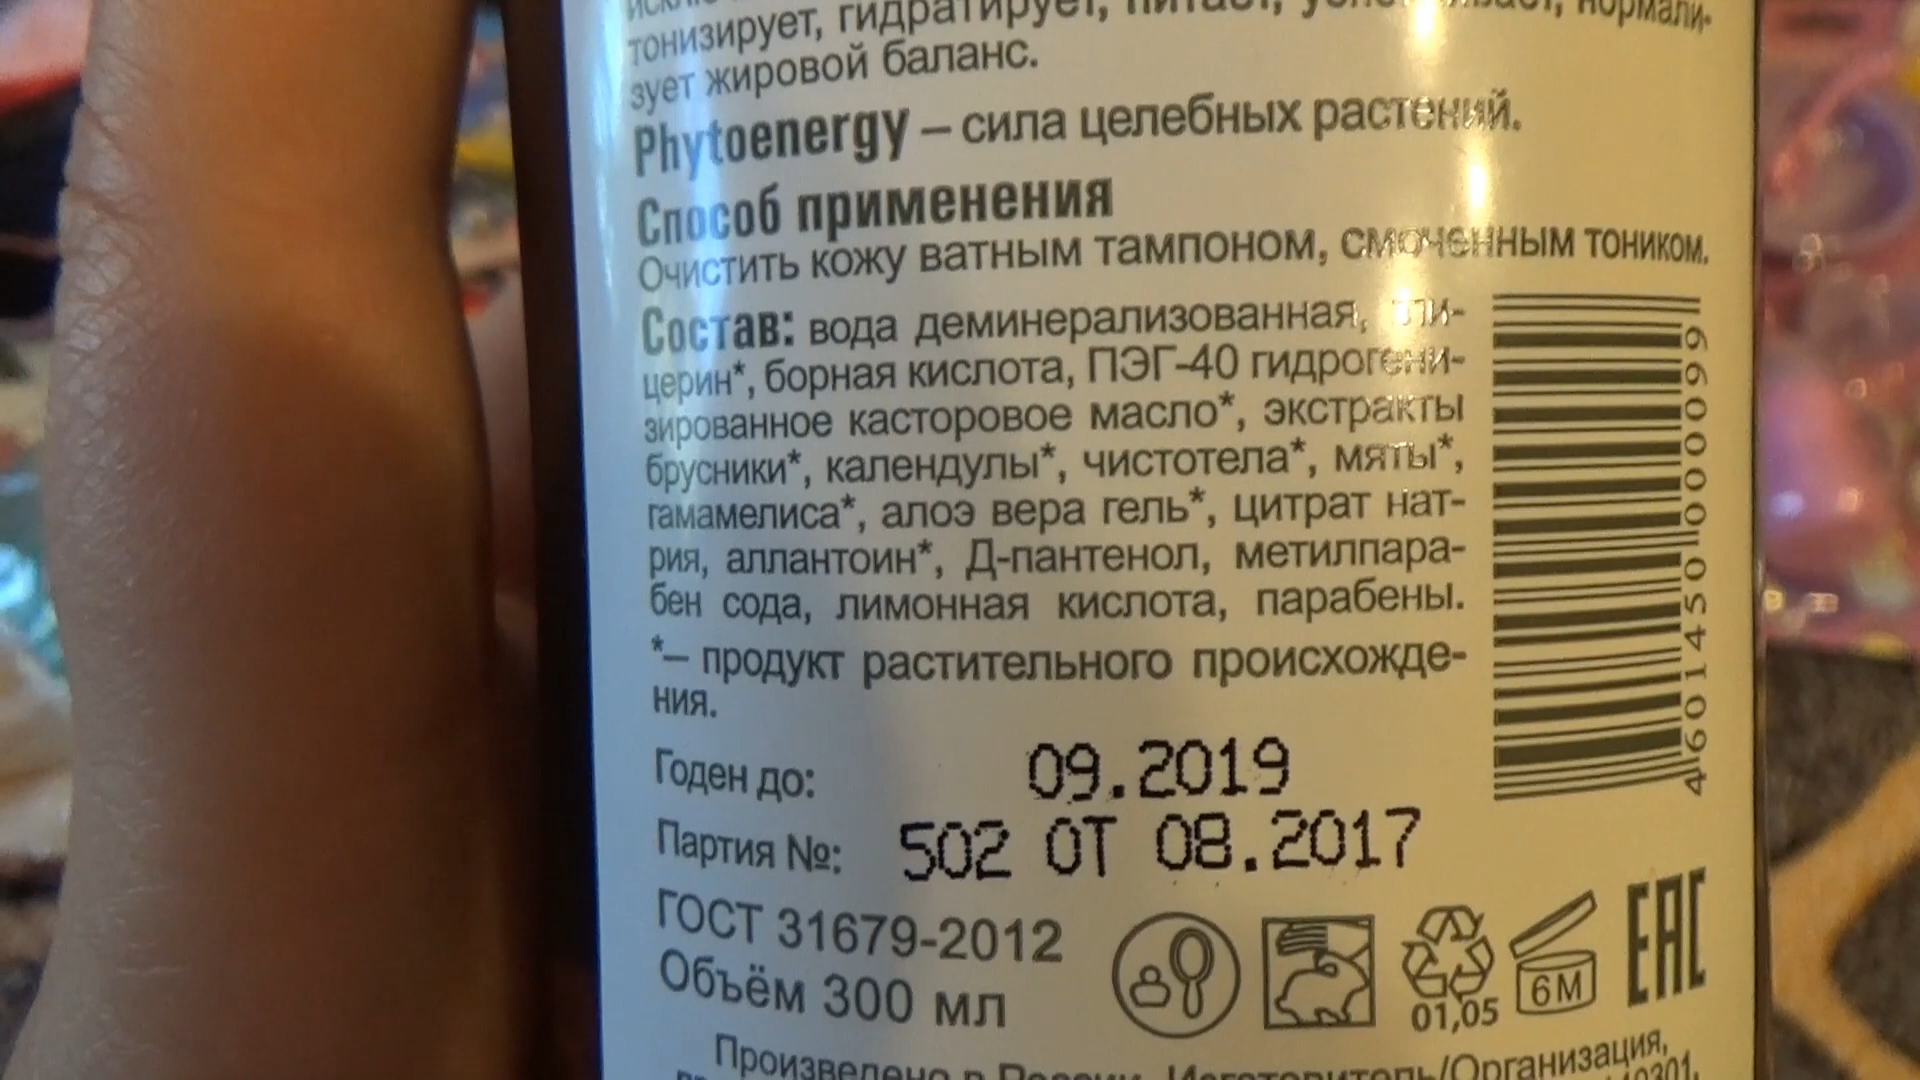 тонизирует, гидратирует, питает, нормали-
зует жировой баланс.
Phytoenergy – сила целебных растений.
Способ применения
Очистить кожу ватным тампоном, смоченным тоником.
Состав: вода деминерализованная, гли-
церин*, борная кислота, ПЭГ-40 гидрогени-
зированное касторовое масло*, экстракты
брусники*, календулы*, чистотела*, мяты*,
гамамелиса*, алоэ вера гель*, цитрат нат-
рия, аллантоин*, Д-пантенол, метилпара-
бен сода, лимонная кислота, парабены.
*– продукт растительного происхожде-
ния.
4 601450 000099
Годен до: 09.2019
Партия №: 502 ОТ 08.2017
ГОСТ 31679-2012
Объём 300 мл
01,05
6M
ЕАС
Произведено в России. Изготовитель/Организация,